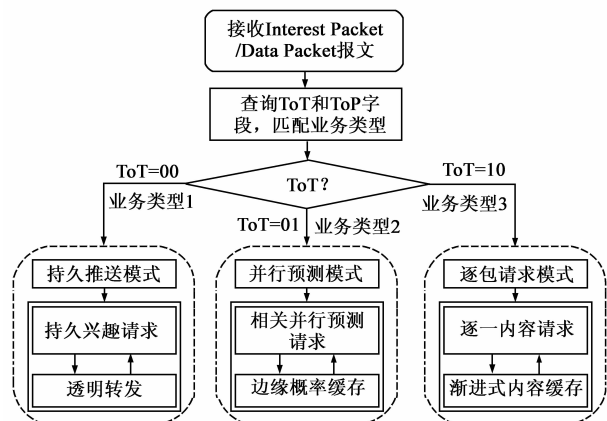 接收Interest Packet
/Data Packet报文
查询ToT和ToP字
段，匹配业务类型
ToT=00
ToT?
ToT=10
业务类型1
ToT=01
业务类型2
业务类型3
持久推送模式
并行预测模式
逐包请求模式
持久兴趣请求
相关并行预测
请求
逐一内容请求
透明转发
边缘概率缓存
渐进式内容缓存